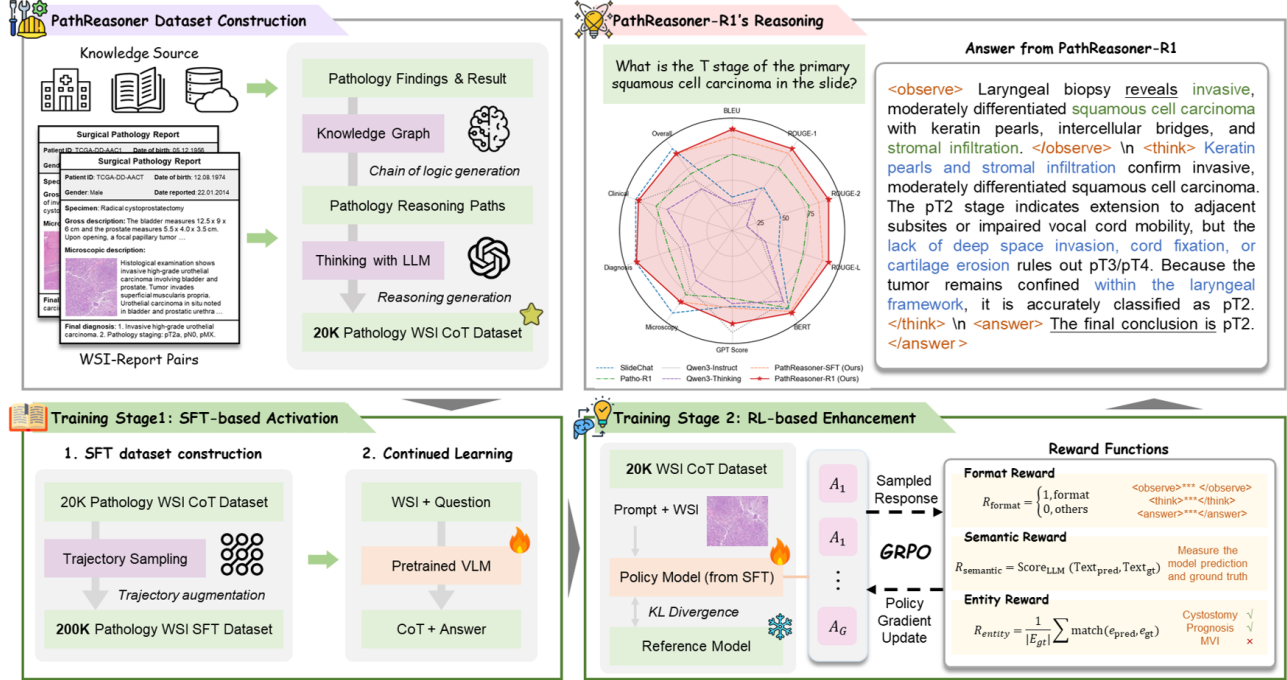 PathReasoner Dataset Construction
Knowledge Source
Surgical Pathology Report
Patient ID: TCGA-DD-AAC1 Date of birth: 05.12.1956
Surgical Pathology Report
Patient ID: TCGA-DD-AACT Date of birth: 12.08.1974
Gender: Male Date reported: 22.01.2014
Specimen: Radical cystoprostatectomy
Gross description: The bladder measures 12.5 x 9 x
6 cm and the prostate measures 5.5 x 4.0 x 3.5 cm.
Upon opening, a focal papillary tumor ...
Microscopic description:
Histological examination shows
invasive high-grade urothelial
carcinoma involving bladder and
prostate. Tumor invades
superficial muscularis propria.
Urothelial carcinoma in situ noted
in bladder and prostatic urethra ...
Final diagnosis: 1. Invasive high-grade urothelial
carcinoma. 2. Pathology staging: pT2a, pN0, pMX.
WSI-Report Pairs
Pathology Findings & Result
Knowledge Graph
Chain of logic generation
Pathology Reasoning Paths
Thinking with LLM
Reasoning generation
20K Pathology WSI CoT Dataset
PathReasoner-R1's Reasoning
What is the T stage of the primary
squamous cell carcinoma in the slide?
BLEU
ROUGE-1
ROUGE-2
ROUGE-L
BERT
GPT Score
Microscopy
Diagnosis
Clinical
Overall
25
50
75
SlideChat Qwen3-Instruct PathReasoner-SFT (Ours)
Patho-R1 Qwen3-Thinking PathReasoner-R1 (Ours)
Answer from PathReasoner-R1
<observe> Laryngeal biopsy reveals invasive,
moderately differentiated squamous cell carcinoma
with keratin pearls, intercellular bridges, and
stromal infiltration. </observe> \n <think> Keratin
pearls and stromal infiltration confirm invasive,
moderately differentiated squamous cell carcinoma.
The pT2 stage indicates extension to adjacent
subsites or impaired vocal cord mobility, but the
lack of deep space invasion, cord fixation, or
cartilage erosion rules out pT3/pT4. Because the
tumor remains confined within the laryngeal
framework, it is accurately classified as pT2.
</think> \n <answer> The final conclusion is pT2.
</answer >
Training Stage1: SFT-based Activation
1. SFT dataset construction
20K Pathology WSI CoT Dataset
Trajectory Sampling
Trajectory augmentation
200K Pathology WSI SFT Dataset
2. Continued Learning
WSI + Question
Pretrained VLM
CoT + Answer
Training Stage 2: RL-based Enhancement
20K WSI CoT Dataset
Prompt + WSI
Policy Model (from SFT)
KL Divergence
Reference Model
A1
A1
⋮
AG
Sampled
Response
GRPO
Policy
Gradient
Update
Reward Functions
Format Reward
Rformat = {1, format
0, others
<observe>*** </observe>
<think>***</think>
<answer>***</answer>
Semantic Reward
Rsemantic = ScoreLLM (Textpred, Textgt)
Measure the
model prediction
and ground truth
Entity Reward
Rentity = 1/|Egt| ∑ match(epred, egt)
Cystostomy √
Prognosis √
MVI ×